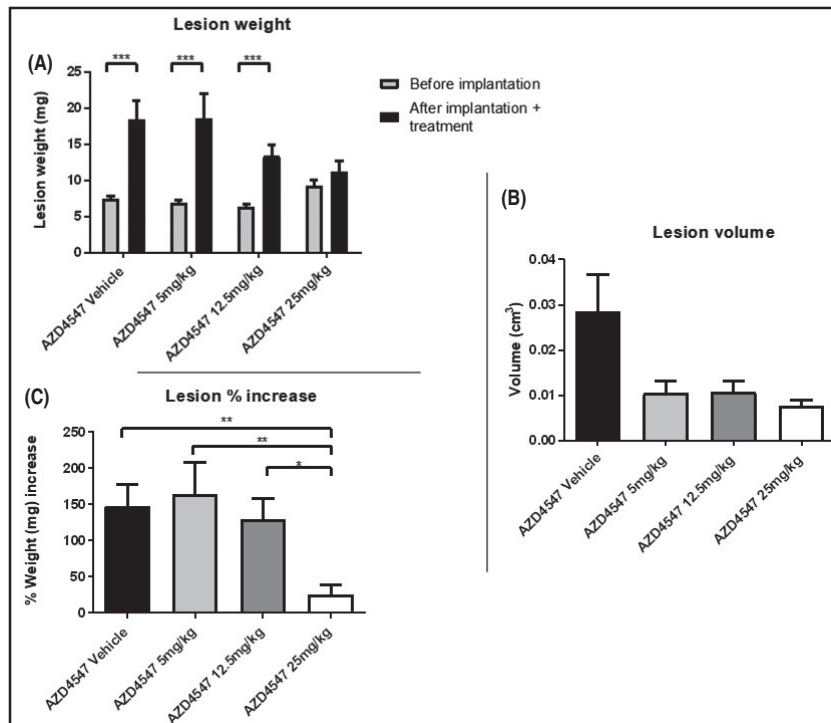 Lesion weight
(A)
***
***
***
25
20
15
10
5
0
Lesion weight (mg)
AZD4547 Vehicle
AZD4547 5mg/kg
AZD4547 12.5mg/kg
AZD4547 25mg/kg
Before implantation
After implantation +
treatment
(B)
Lesion volume
0.04
0.03
0.02
0.01
0.00
Volume (cm³)
AZD4547 Vehicle
AZD4547 5mg/kg
AZD4547 12.5mg/kg
AZD4547 25mg/kg
(C)
Lesion % increase
**
**
*
250
200
150
100
50
0
% Weight (mg) increase
AZD4547 Vehicle
AZD4547 5mg/kg
AZD4547 12.5mg/kg
AZD4547 25mg/kg